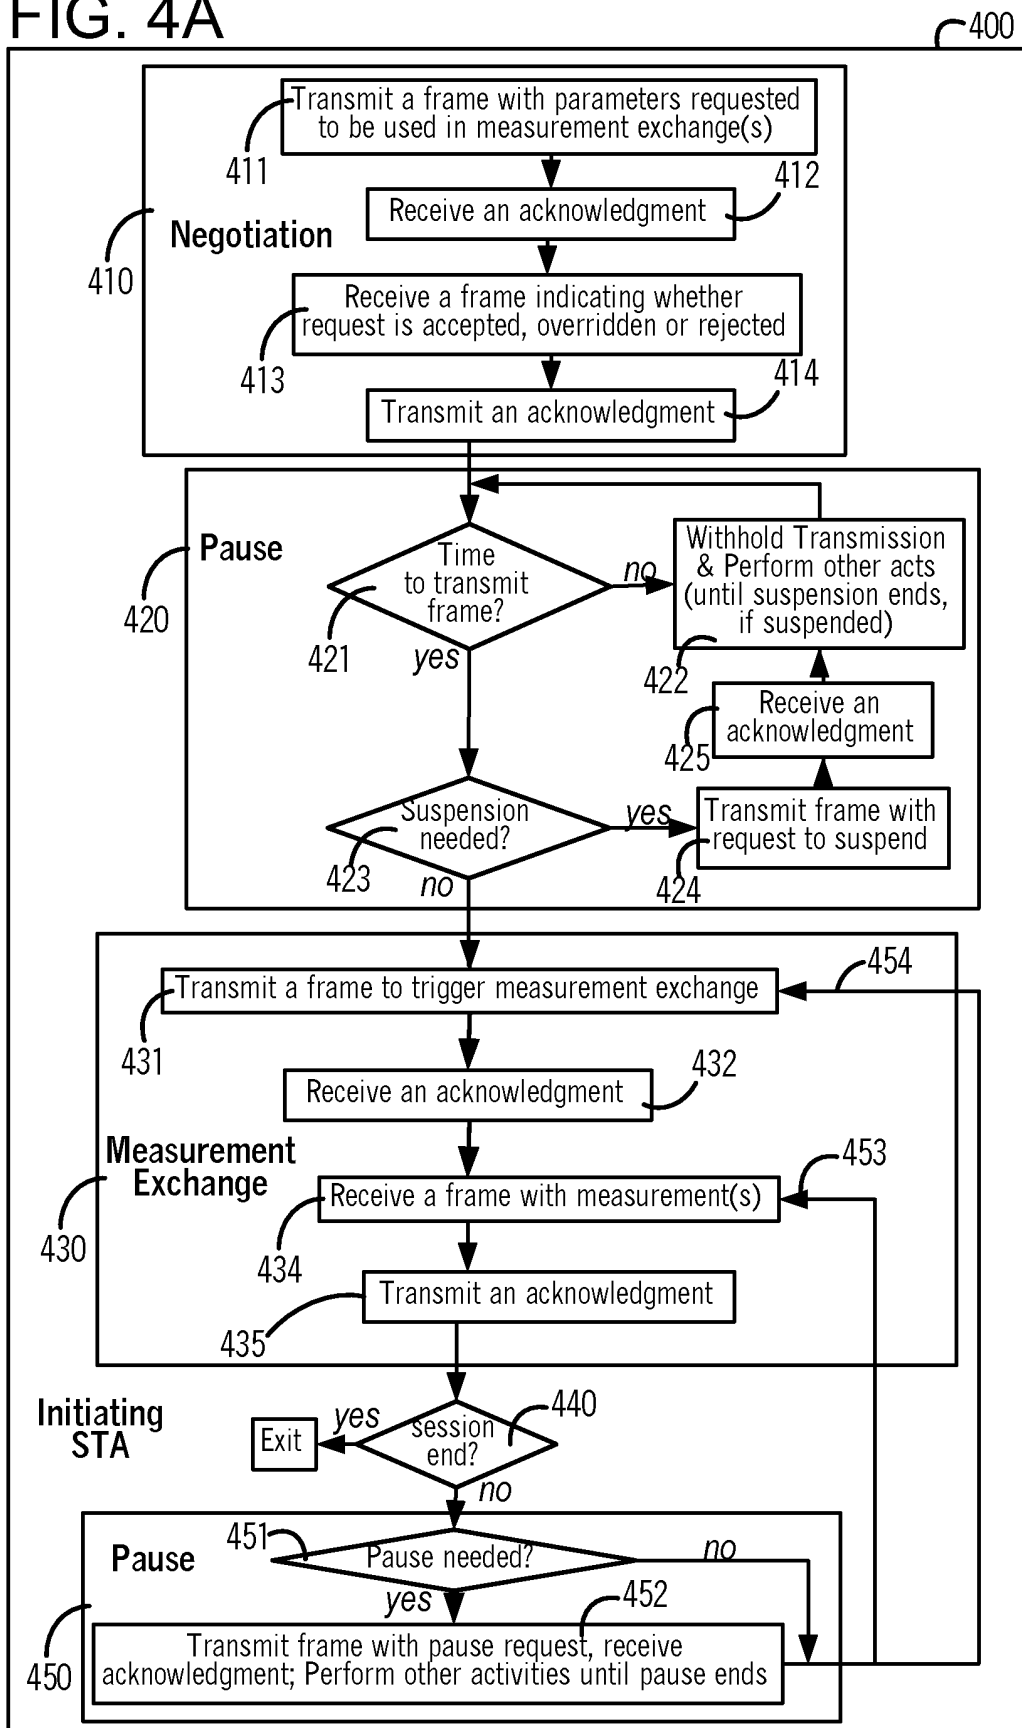 FIG. 4A
400
Transmit a frame with parameters requested
to be used in measurement exchange(s)
411
412
Receive an acknowledgment
Negotiation
410
Receive a frame indicating whether
request is accepted, overridden or rejected
413
414
Transmit an acknowledgment
Pause
420
Time
to transmit
frame?
421
no
yes
Withhold Transmission
& Perform other acts
(until suspension ends,
if suspended)
422
Receive an
acknowledgment
425
Suspension
needed?
423
yes
no
Transmit frame with
request to suspend
424
454
Transmit a frame to trigger measurement exchange
431
432
Receive an acknowledgment
Measurement
Exchange
430
453
Receive a frame with measurement(s)
434
Transmit an acknowledgment
435
Initiating
STA
Exit
yes
session
end?
440
no
Pause
451
Pause needed?
no
yes
452
450
Transmit frame with pause request, receive
acknowledgment; Perform other activities until pause ends